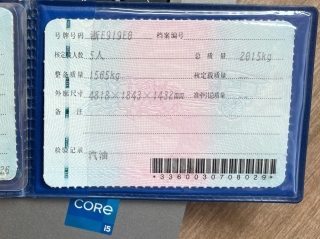 号牌号码 浙E919E8 档案编号
核定载人数 5人 总质量 2015kg
整备质量 1565kg 核定载质量
外廓尺寸 4818×1843×1432mm 准牵引总质量
备注
检验记录 汽油
*3360030708029*
26
CORE
i5